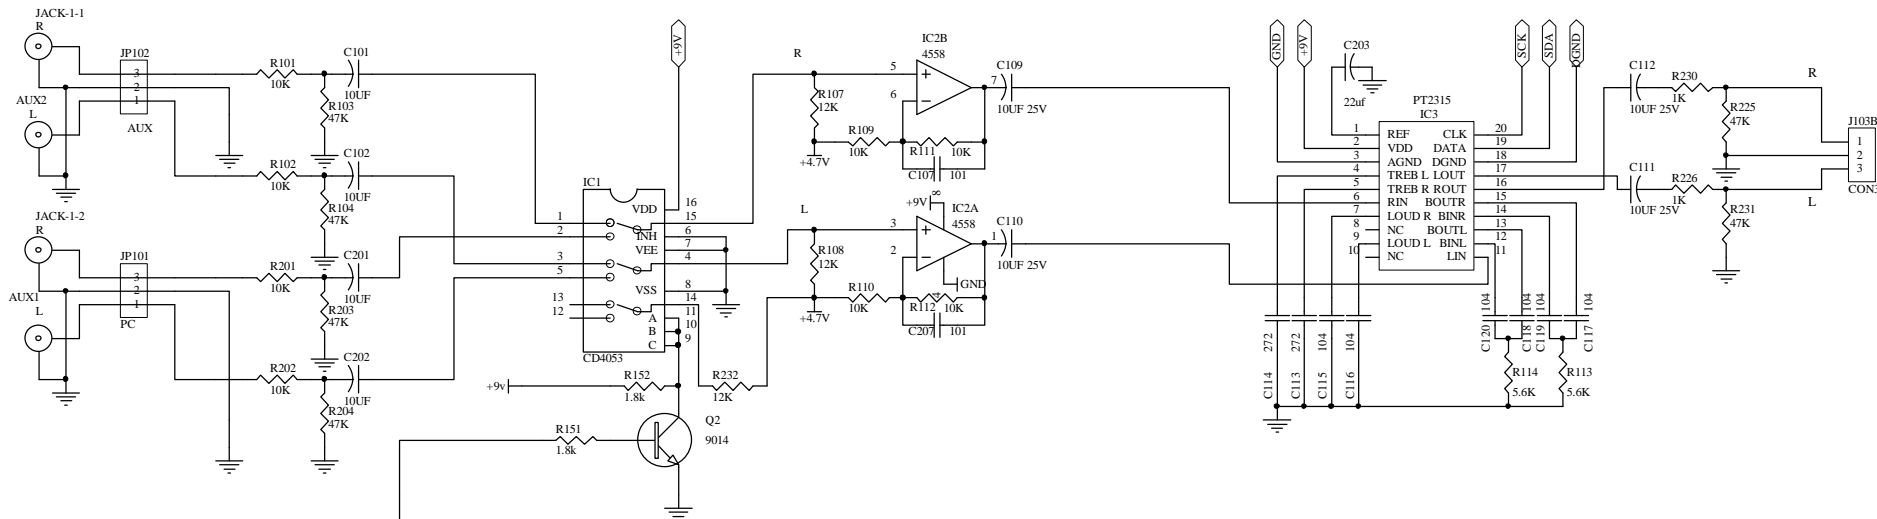 JACK-1-1
R
AUX2
L
JP102
3
2
1
AUX
R101
10K
C101
10UF
R103
47K
R102
10K
C102
10UF
R104
47K
JACK-1-2
R
AUX1
L
JP101
3
2
1
PC
R201
10K
C201
10UF
R203
47K
R202
10K
C202
10UF
R204
47K
+9V
IC1
VDD
INH
VEE
VSS
A
B
C
CD4053
1
2
3
5
13
12
16
15
6
7
4
8
14
11
10
9
+9v
R152
1.8k
R232
12K
R151
1.8k
Q2
9014
R
R107
12K
+4.7V
R109
10K
IC2B
4558
5
6
7
R111
10K
C107
101
C109
10UF 25V
L
R108
12K
+4.7V
R110
10K
+9V
8
IC2A
4558
3
2
1
4
GND
R112
10K
C207
101
C110
10UF 25V
GND
+9V
C203
22uf
SCK
SDA
DGND
PT2315
IC3
1 REF CLK 20
2 VDD DATA 19
3 AGND DGND 18
4 TREB L LOUT 17
5 TREB R ROUT 16
6 RIN BOUTR 15
7 LOUD R BINR 14
8 NC BOUTL 13
9 LOUD L BINL 12
10 NC LIN 11
C114 272
C113 272
C115 104
C116 104
C120 104
C118 104
C119 104
C117 104
R114
5.6K
R113
5.6K
C112
10UF 25V
R230
1K
R
R225
47K
C111
10UF 25V
R226
1K
L
R231
47K
J103B
1
2
3
CON3